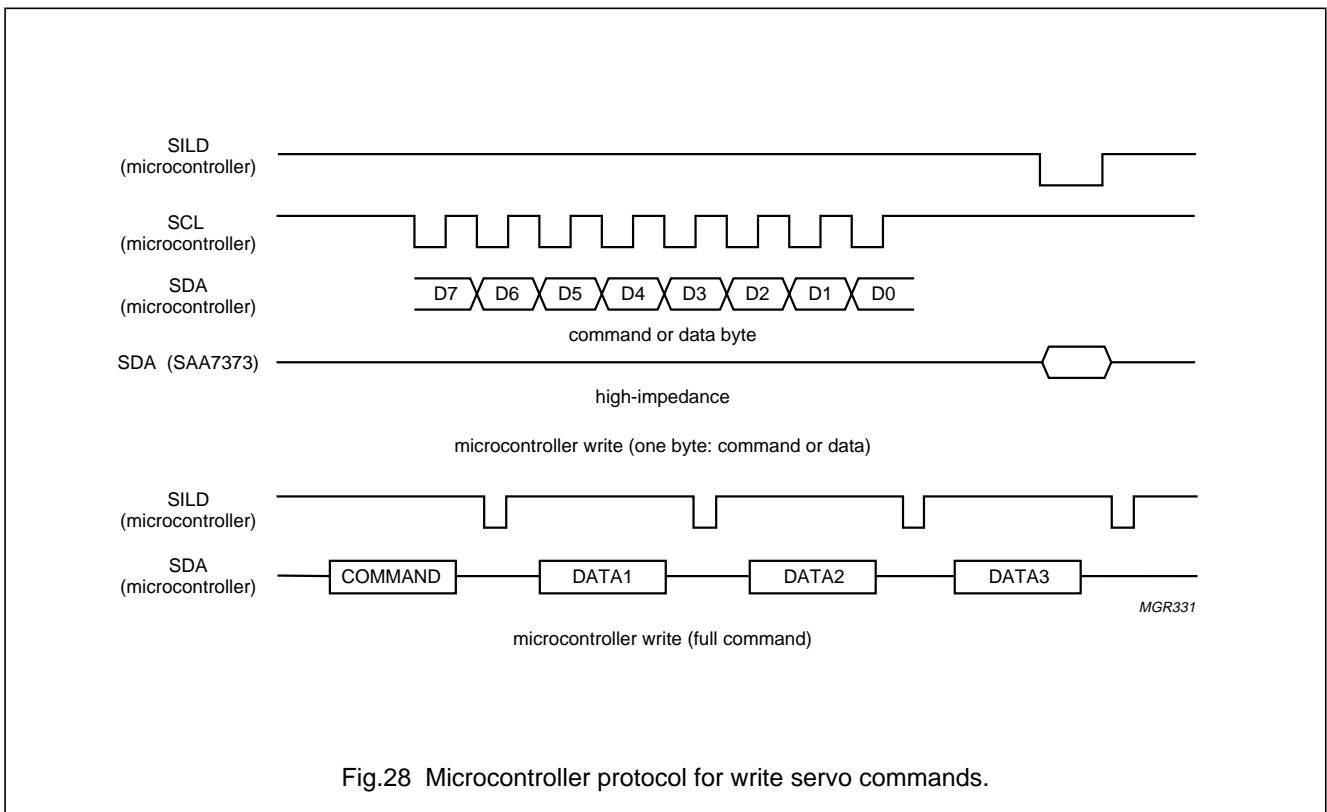 SILD
(microcontroller)
SCL
(microcontroller)
SDA
(microcontroller)
D7 D6 D5 D4 D3 D2 D1 D0
command or data byte
SDA (SAA7373)
high-impedance
microcontroller write (one byte: command or data)
SILD
(microcontroller)
SDA
(microcontroller)
COMMAND DATA1 DATA2 DATA3
MGR331
microcontroller write (full command)
Fig.28 Microcontroller protocol for write servo commands.